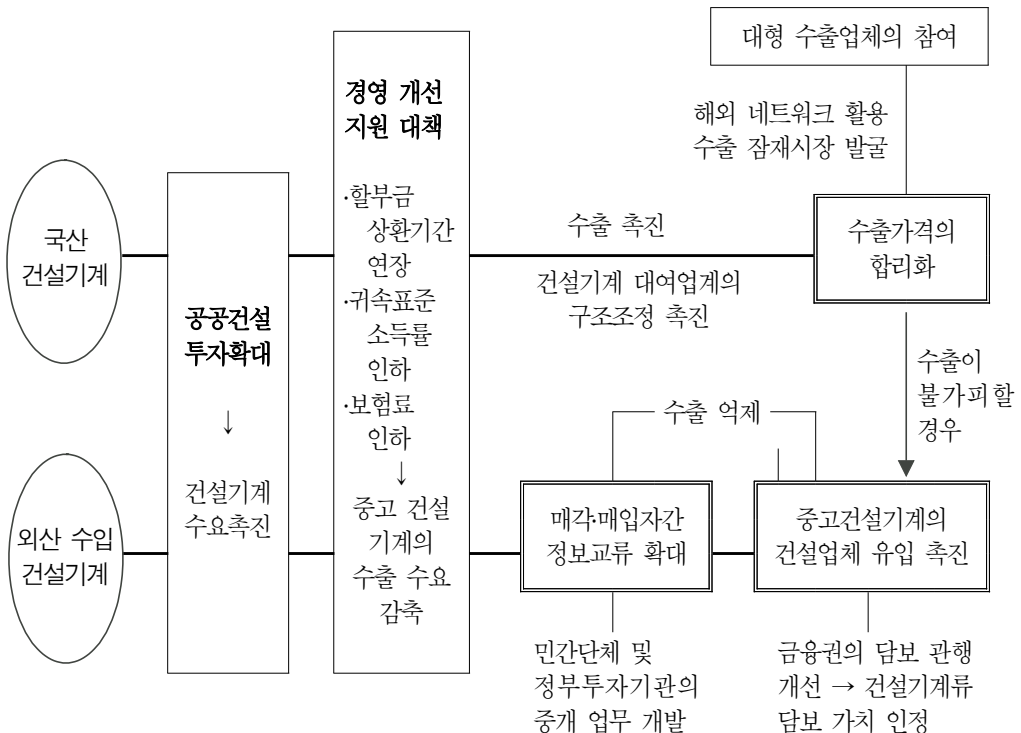 대형 수출업체의 참여
해외 네트워크 활용
수출 잠재시장 발굴
경영 개선
지원 대책
·할부금
상환기간
연장
·귀속표준
소득률
인하
·보험료
인하
↓
중고 건설
기계의
수출 수요
감축
국산
건설기계
공공건설
투자확대
↓
건설기계
수요촉진
수출 촉진
건설기계 대여업계의
구조조정 촉진
수출가격의
합리화
수출이
불가피할
경우
수출 억제
외산 수입
건설기계
매각·매입자간
정보교류 확대
중고건설기계의
건설업체 유입 촉진
민간단체 및
정부투자기관의
중개 업무 개발
금융권의 담보 관행
개선 → 건설기계류
담보 가치 인정